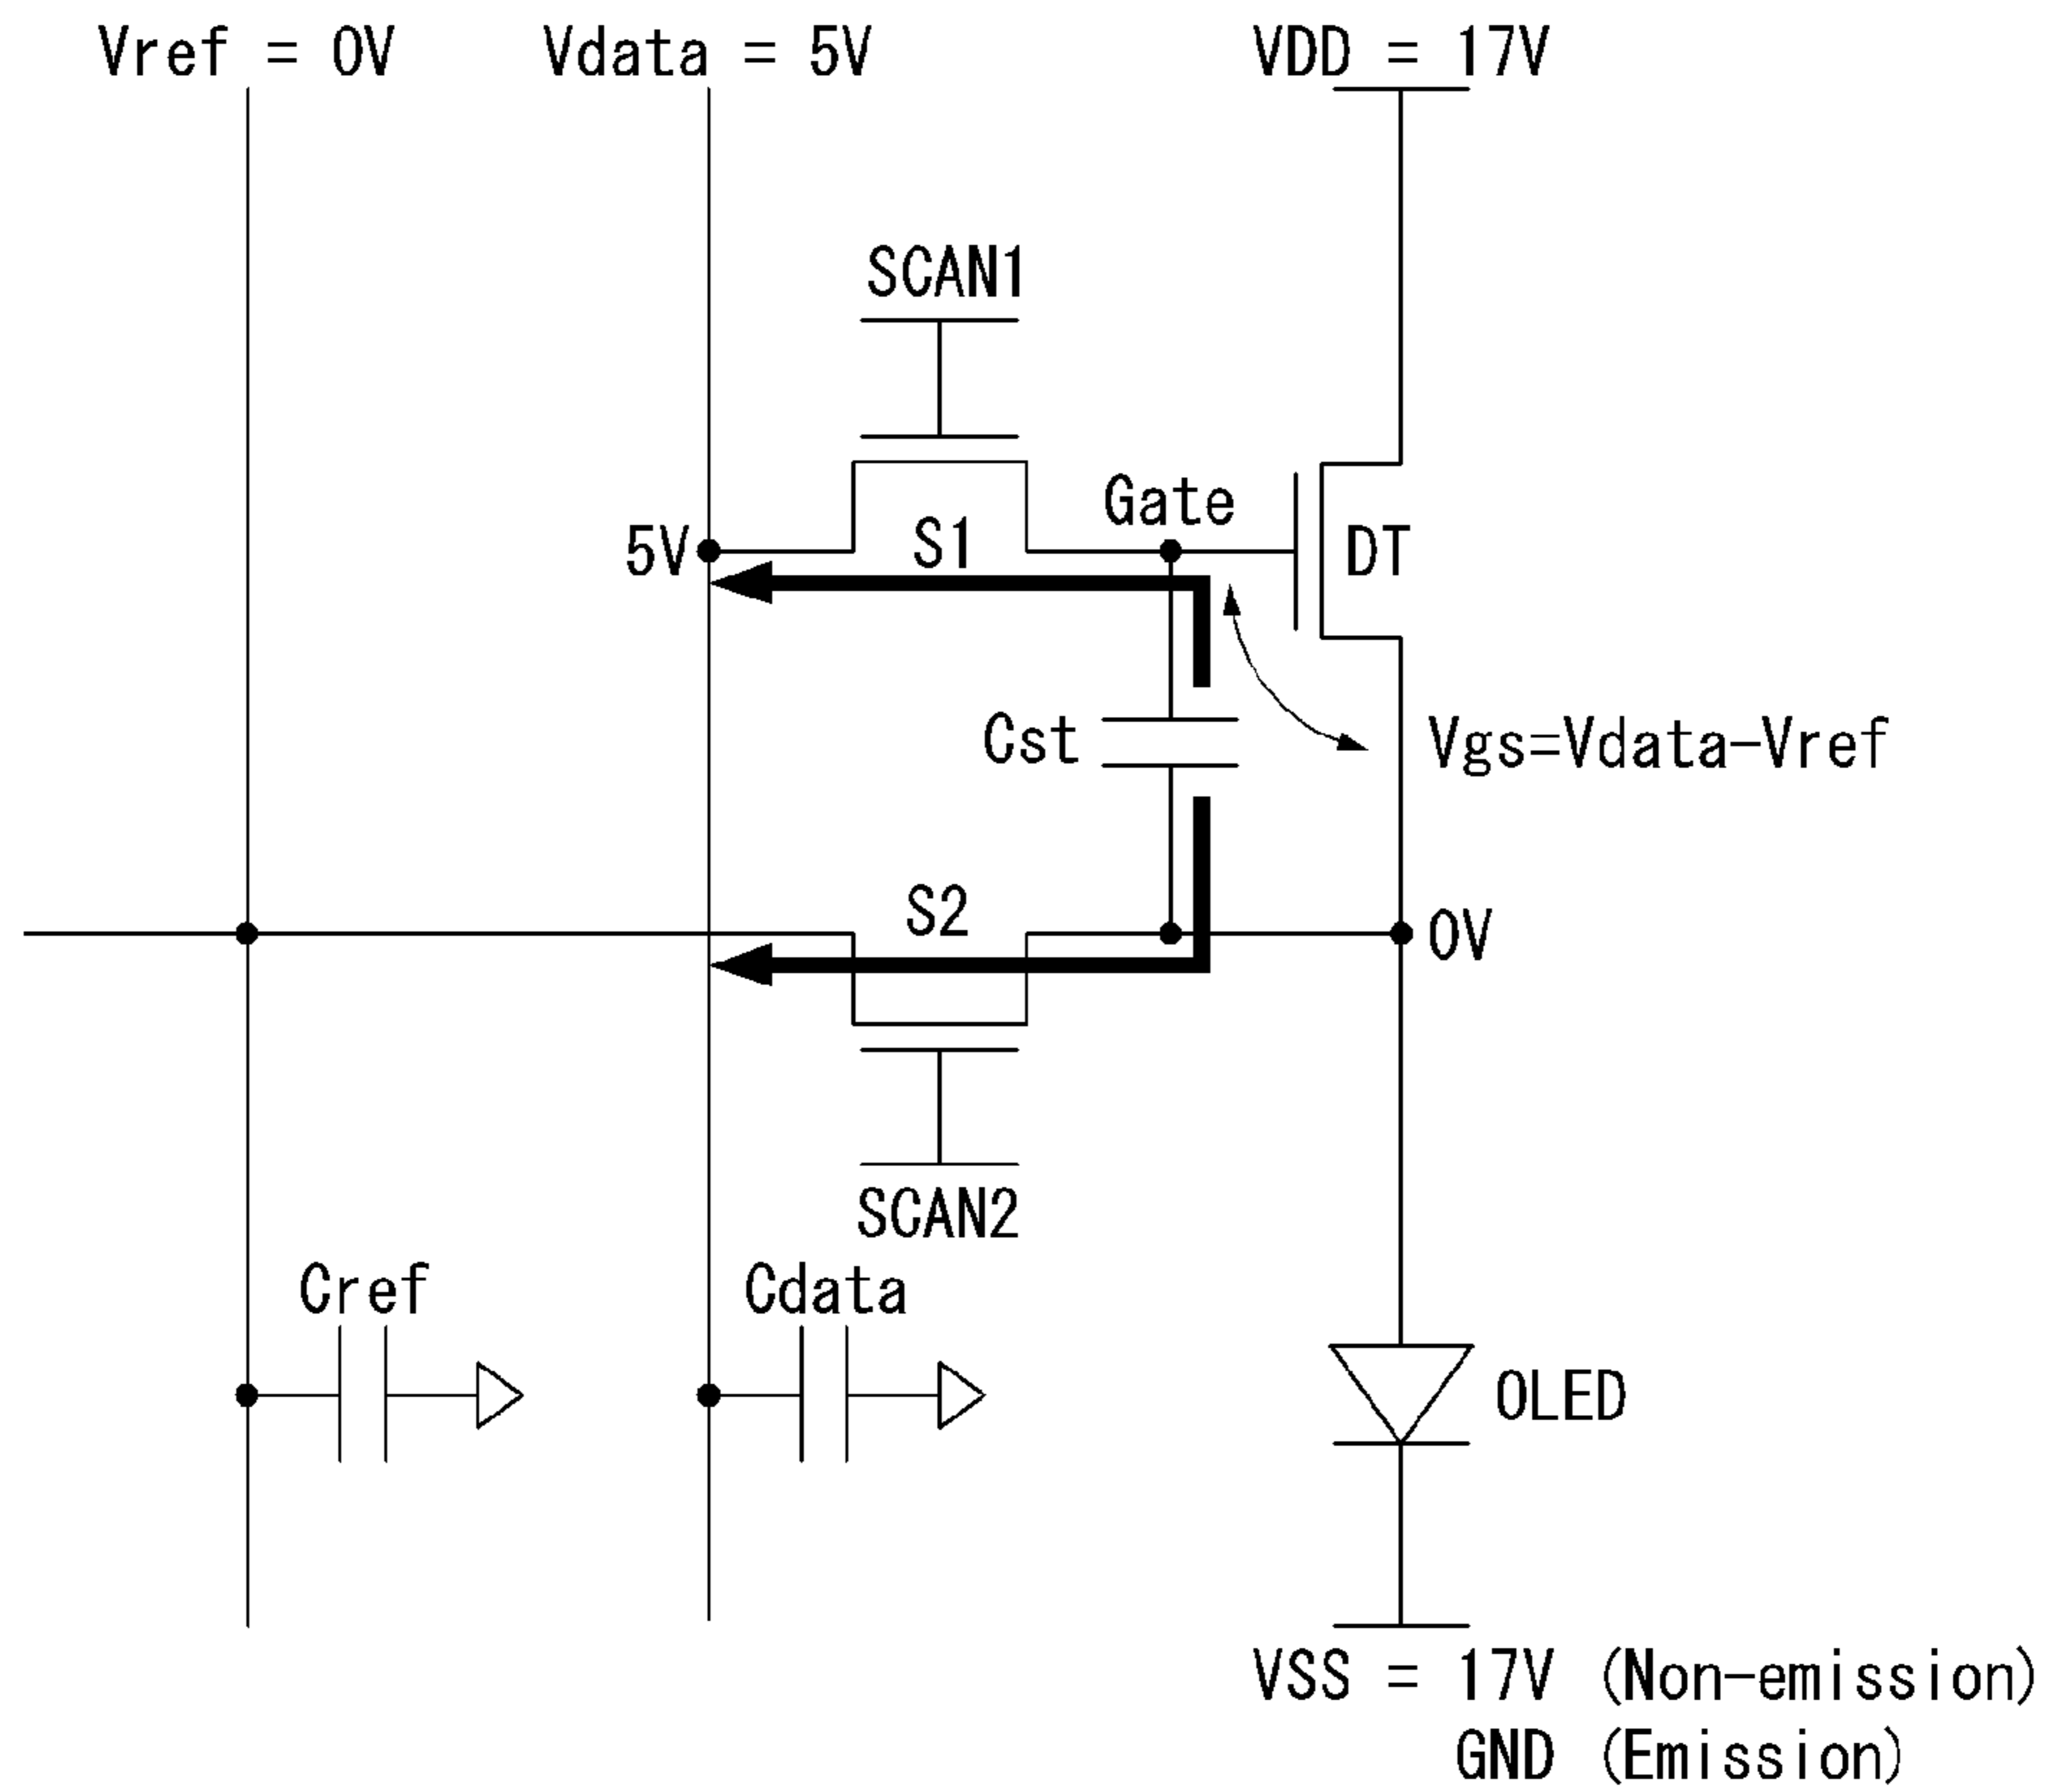 Vref = 0V
Vdata = 5V
VDD = 17V
SCAN1
Gate
5V
S1
DT
Cst
Vgs=Vdata-Vref
S2
0V
SCAN2
Cref
Cdata
OLED
VSS = 17V (Non-emission)
GND (Emission)